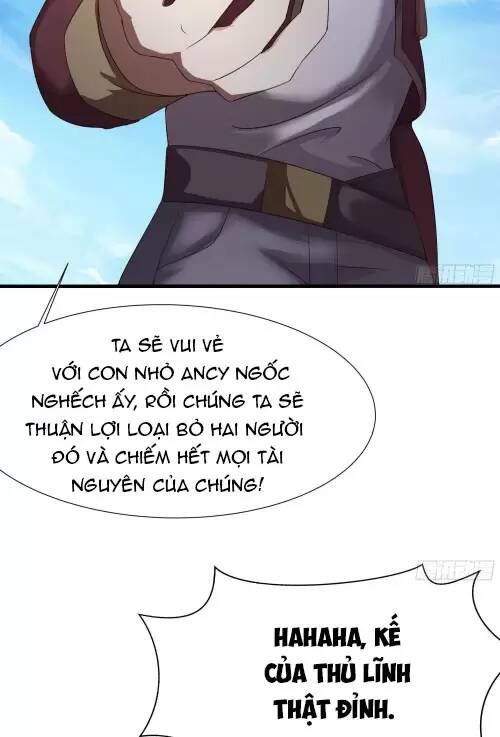 TA SẼ VUI VẺ
VỚI CON NHỎ ANCY NGỐC
NGHẾCH ẤY, RỒI CHÚNG TA SẼ
THUẬN LỢI LOẠI BỎ HAI NGƯỜI
ĐÓ VÀ CHIẾM HẾT MỌI TÀI
NGUYÊN CỦA CHÚNG!
HAHAHA, KẾ
CỦA THỦ LĨNH
THẬT ĐỈNH.